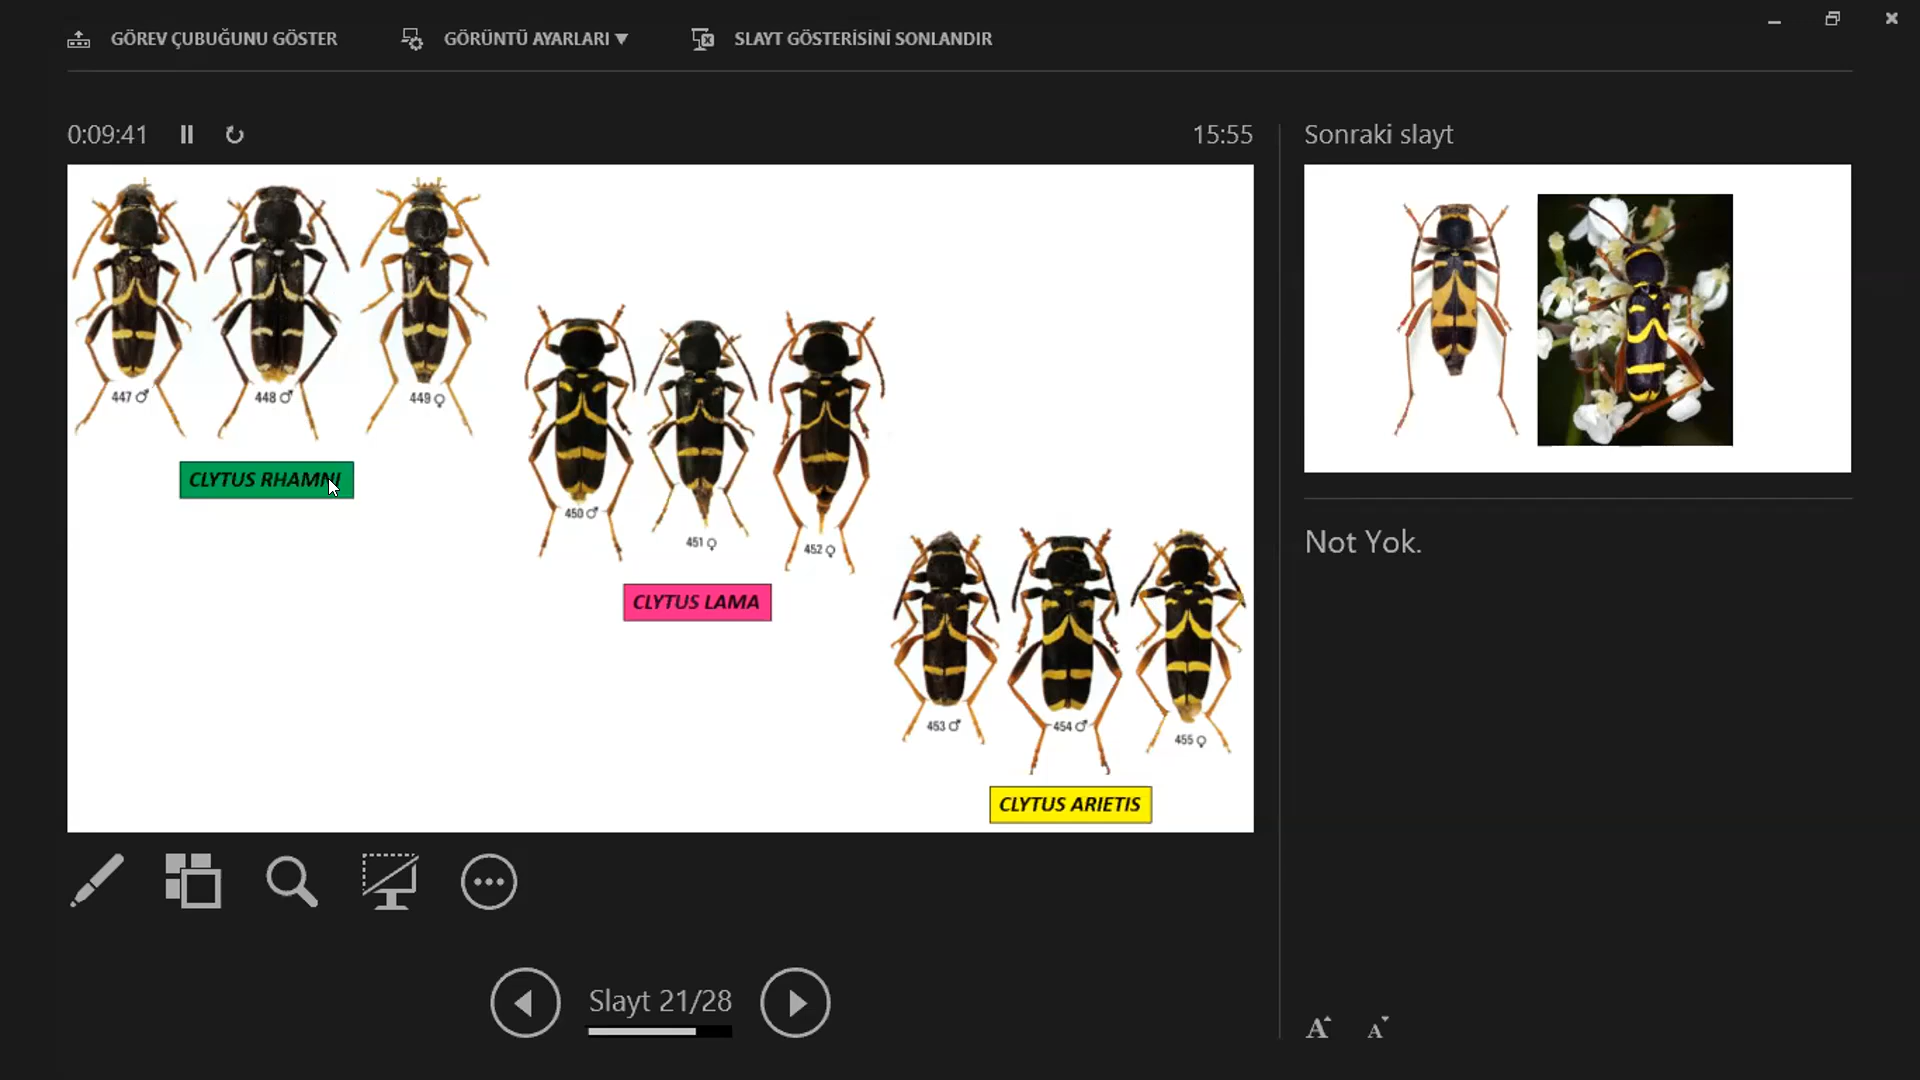 GÖREV ÇUBUĞUNU GÖSTER
GÖRÜNTÜ AYARLARI
SLAYT GÖSTERİSİNİ SONLANDIR
0:09:41
15:55
Sonraki slayt
447 ♂
448 ♂
449 ♀
CLYTUS RHAMNI
450 ♂
451 ♀
452 ♀
CLYTUS LAMA
453 ♂
454 ♂
455 ♀
CLYTUS ARIETIS
Not Yok.
Slayt 21/28
A A